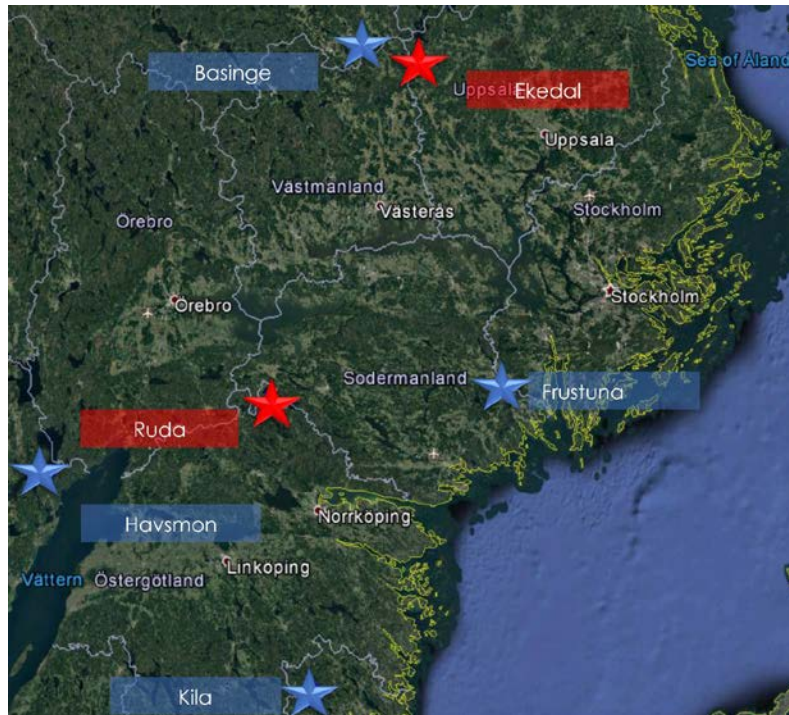 Basinge
Sea of Åland
Uppsala
Ekedal
Uppsala
Västmanland
Västerås
Stockholm
Örebro
Örebro
Stockholm
Sodermanland
Frustuna
Ruda
Havsmon
Norrköping
Linköping
Vättern
Östergötland
Kila